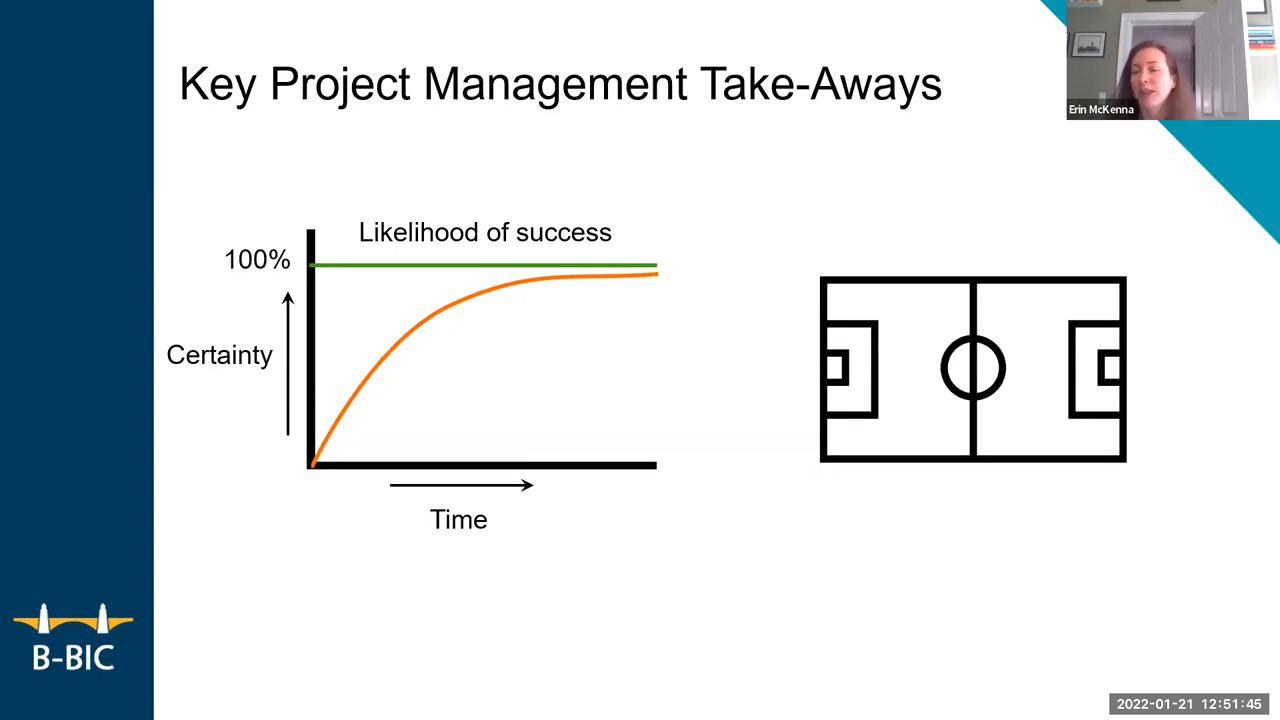 Key Project Management Take-Aways
Erin McKenna
Likelihood of success
100%
Certainty
Time
B-BIC
2022-01-21 12:51:45